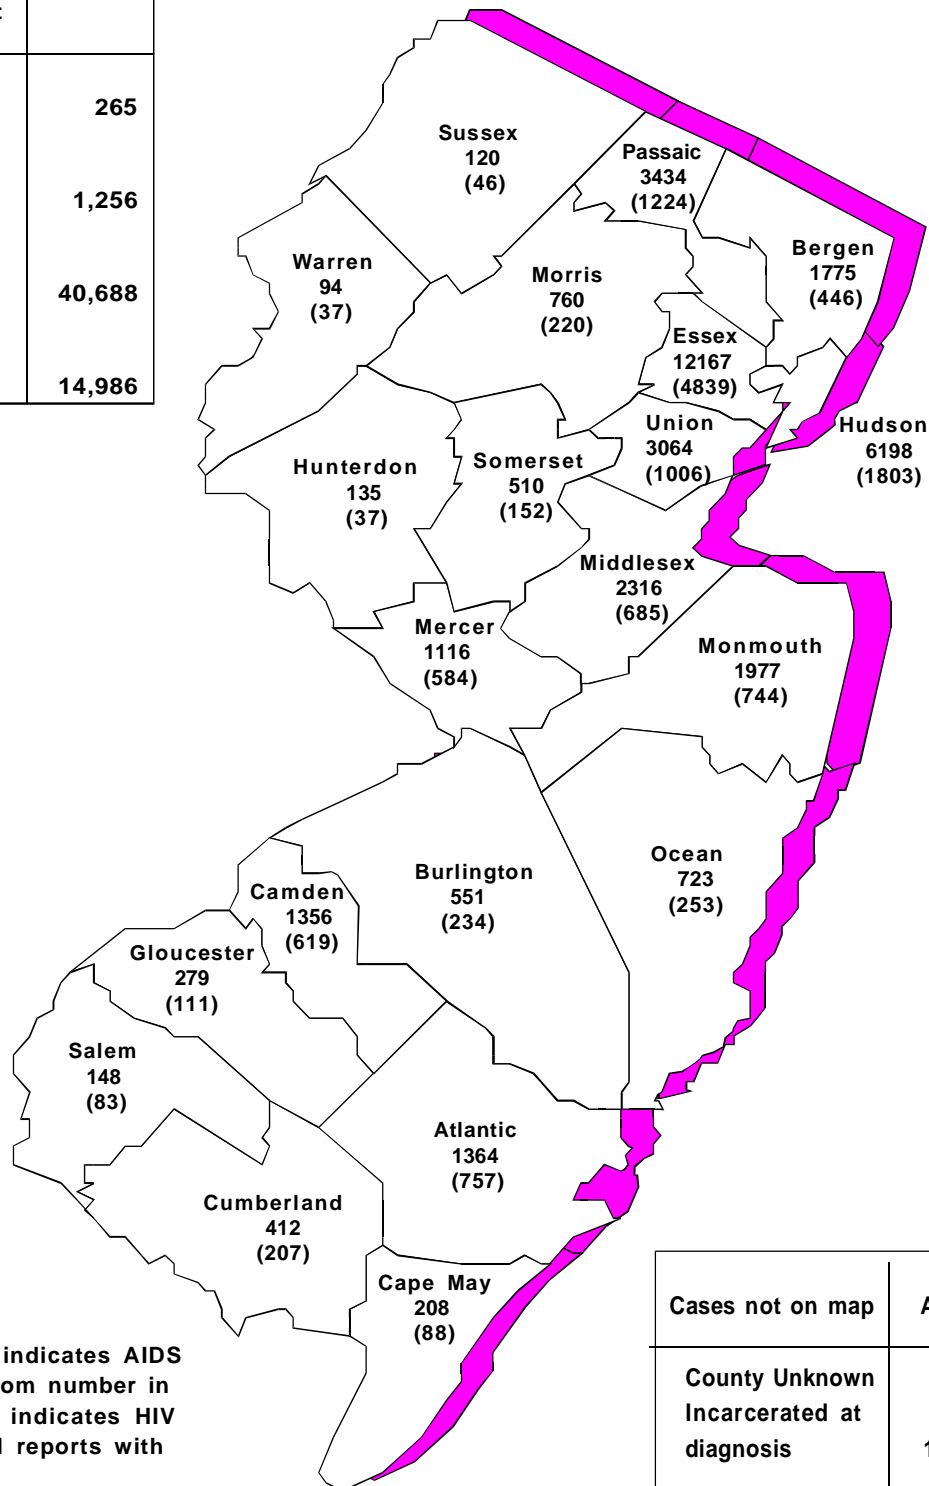 265
1,256
40,688
14,986
Sussex
120
(46)
Passaic
3434
(1224)
Bergen
1775
(446)
Warren
94
(37)
Morris
760
(220)
Essex
12167
(4839)
Hudson
6198
(1803)
Union
3064
(1006)
Hunterdon
135
(37)
Somerset
510
(152)
Middlesex
2316
(685)
Mercer
1116
(584)
Monmouth
1977
(744)
Ocean
723
(253)
Burlington
551
(234)
Camden
1356
(619)
Gloucester
279
(111)
Salem
148
(83)
Atlantic
1364
(757)
Cumberland
412
(207)
Cape May
208
(88)
indicates AIDS
om number in
indicates HIV
reports with
Cases not on map
County Unknown
Incarcerated at
diagnosis